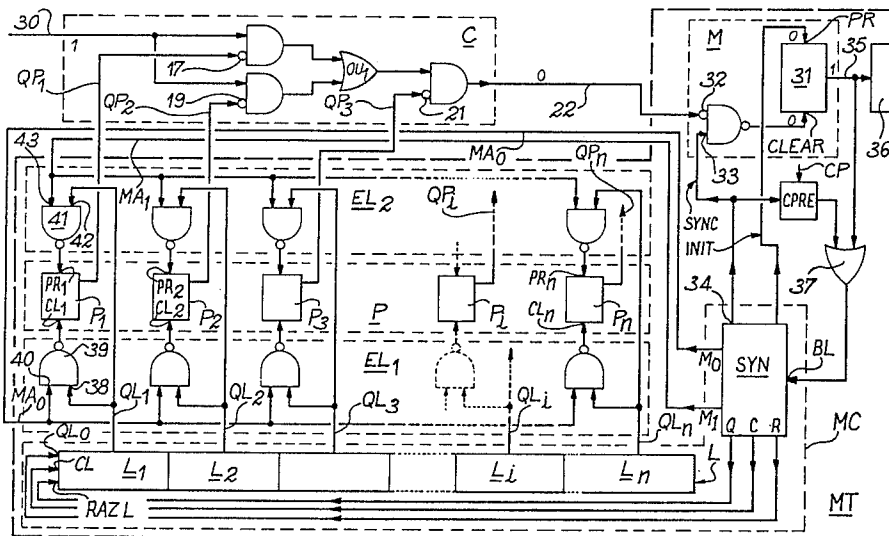 30
C
M
PR
1
17
QP1
19
QP2
OU1
QP3
21
0
22
32
33
0
31
0
1
35
36
CLEAR
CP
43
MA1
MA0
QPn
QPi
EL2
41
42
SYNC
INIT
CPRE
37
34
PR1
CL1
P1
PR2
CL2
P2
P3
P
Pi
PRn
CLn
Pn
40
39
38
EL1
MA0
M0
SYN
BL
M1
Q C R
MC
QL0
QL1
QL2
QL3
QLi
QLn
CL
L1
L2
Li
Ln
L
RAZL
MT